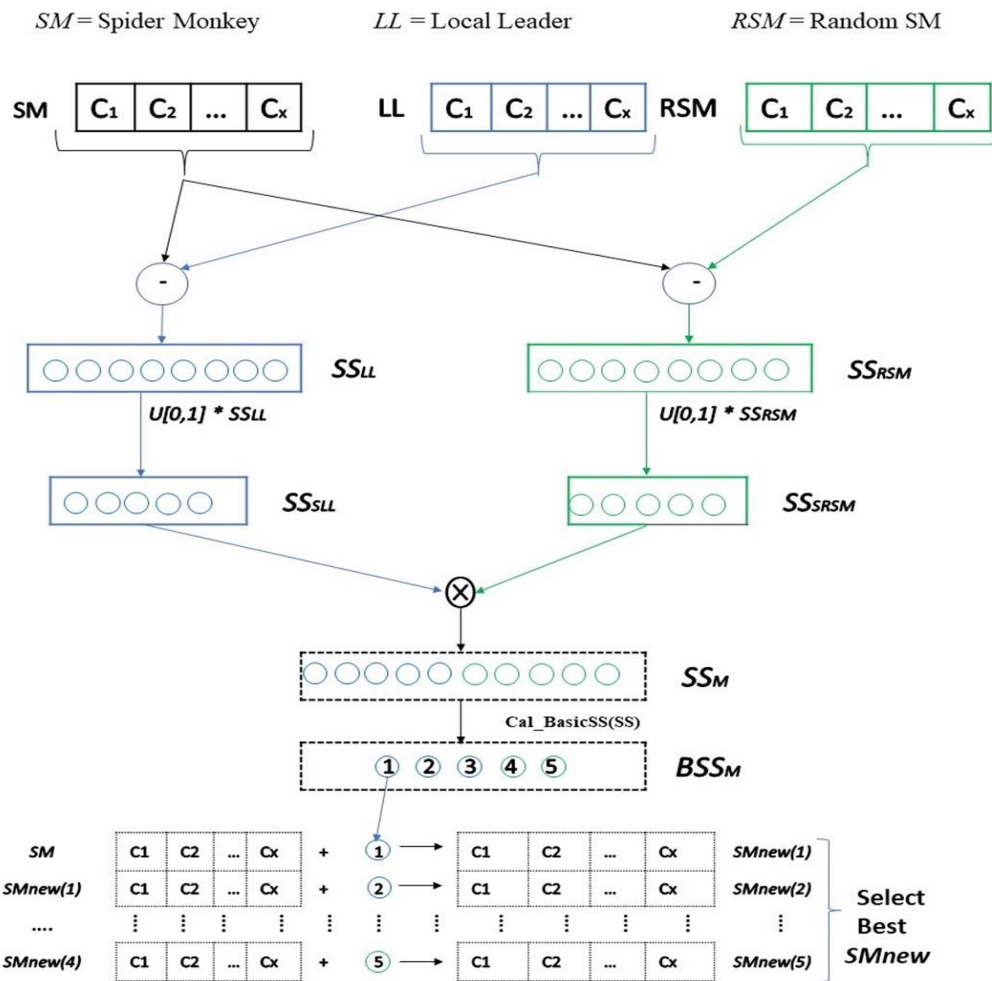 SM = Spider Monkey LL = Local Leader RSM = Random SM
SM C1 C2 ... Cx LL C1 C2 ... Cx RSM C1 C2 ... Cx
- -
SSLL SSRSM
U[0,1] * SSLL U[0,1] * SSRSM
SSSLL SSSRSM
SSM
Cal_BasicSS(SS)
1 2 3 4 5 BSSM
SM C1 C2 ... Cx + 1 C1 C2 ... Cx SMnew(1)
SMnew(1) C1 C2 ... Cx + 2 C1 C2 ... Cx SMnew(2)
....
SMnew(4) C1 C2 ... Cx + 5 C1 C2 ... Cx SMnew(5)
Select
Best
SMnew